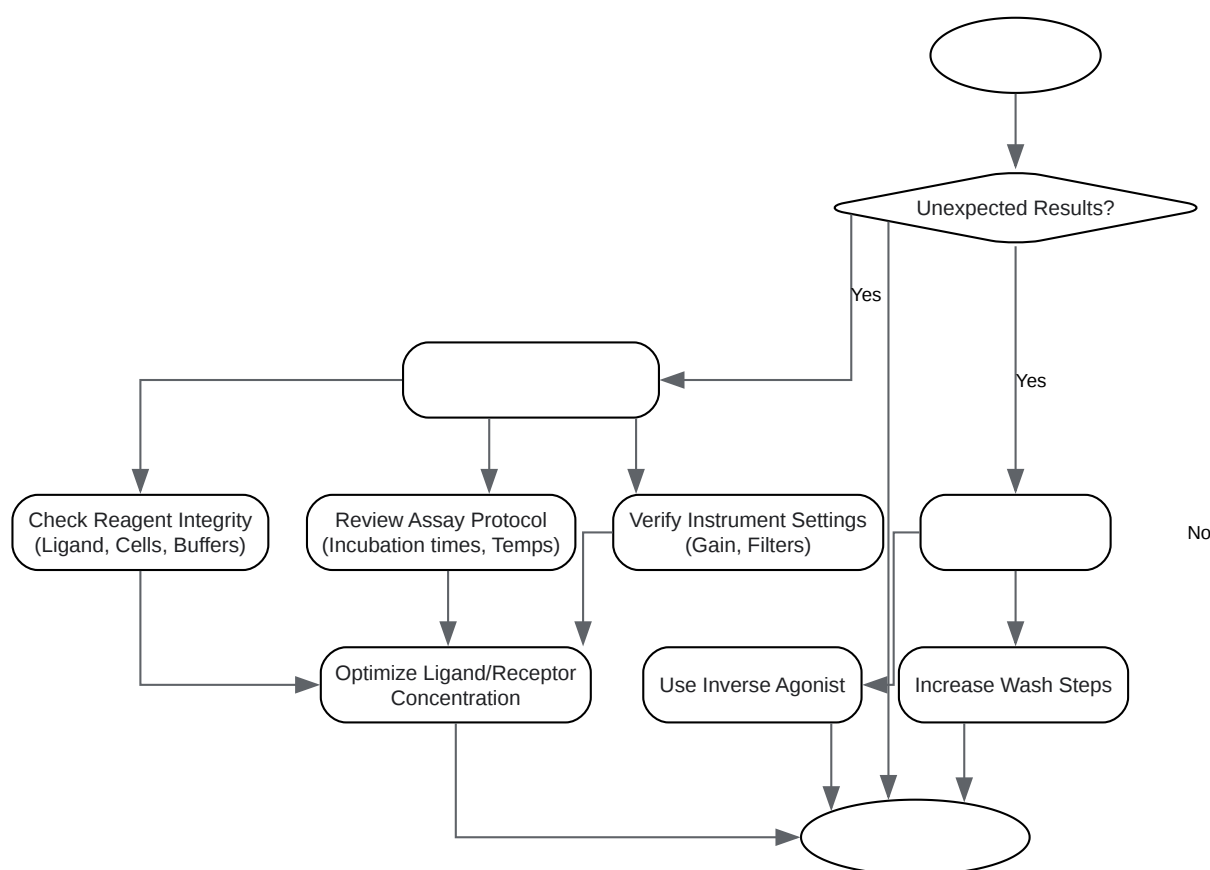 Unexpected Results?
Yes
Yes
Check Reagent Integrity
(Ligand, Cells, Buffers)
Review Assay Protocol
(Incubation times, Temps)
Verify Instrument Settings
(Gain, Filters)
No
Optimize Ligand/Receptor
Concentration
Use Inverse Agonist
Increase Wash Steps